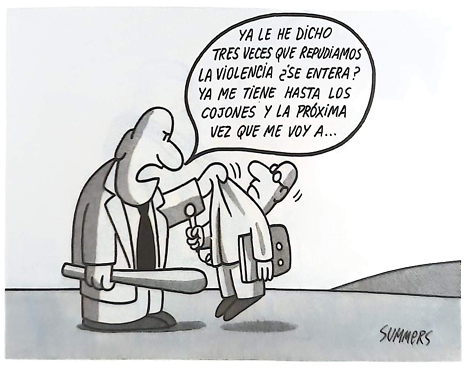 YA LE HE DICHO
TRES VECES QUE REPUDIAMOS
LA VIOLENCIA ¿SE ENTERA?
YA ME TIENE HASTA LOS
COJONES Y LA PRÓXIMA
VEZ QUE ME VOY A...
SUMMERS